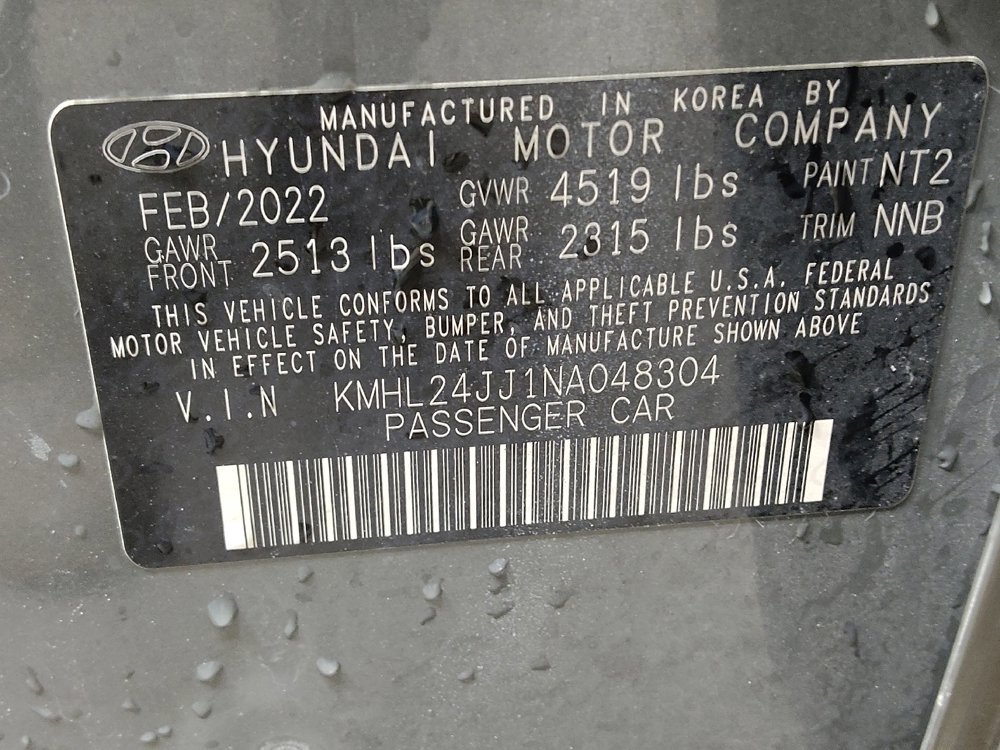 MANUFACTURED IN KOREA BY
HYUNDAI MOTOR COMPANY
FEB/2022 GVWR 4519 lbs PAINT NT2
GAWR FRONT 2513 lbs GAWR REAR 2315 lbs TRIM NNB
THIS VEHICLE CONFORMS TO ALL APPLICABLE U.S.A. FEDERAL
MOTOR VEHICLE SAFETY, BUMPER, AND THEFT PREVENTION STANDARDS
IN EFFECT ON THE DATE OF MANUFACTURE SHOWN ABOVE
V.I.N KMHL24JJ1NA048304
PASSENGER CAR